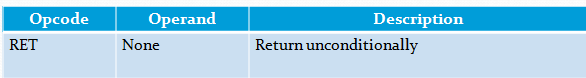 Opcode Operand Description
RET None Return unconditionally